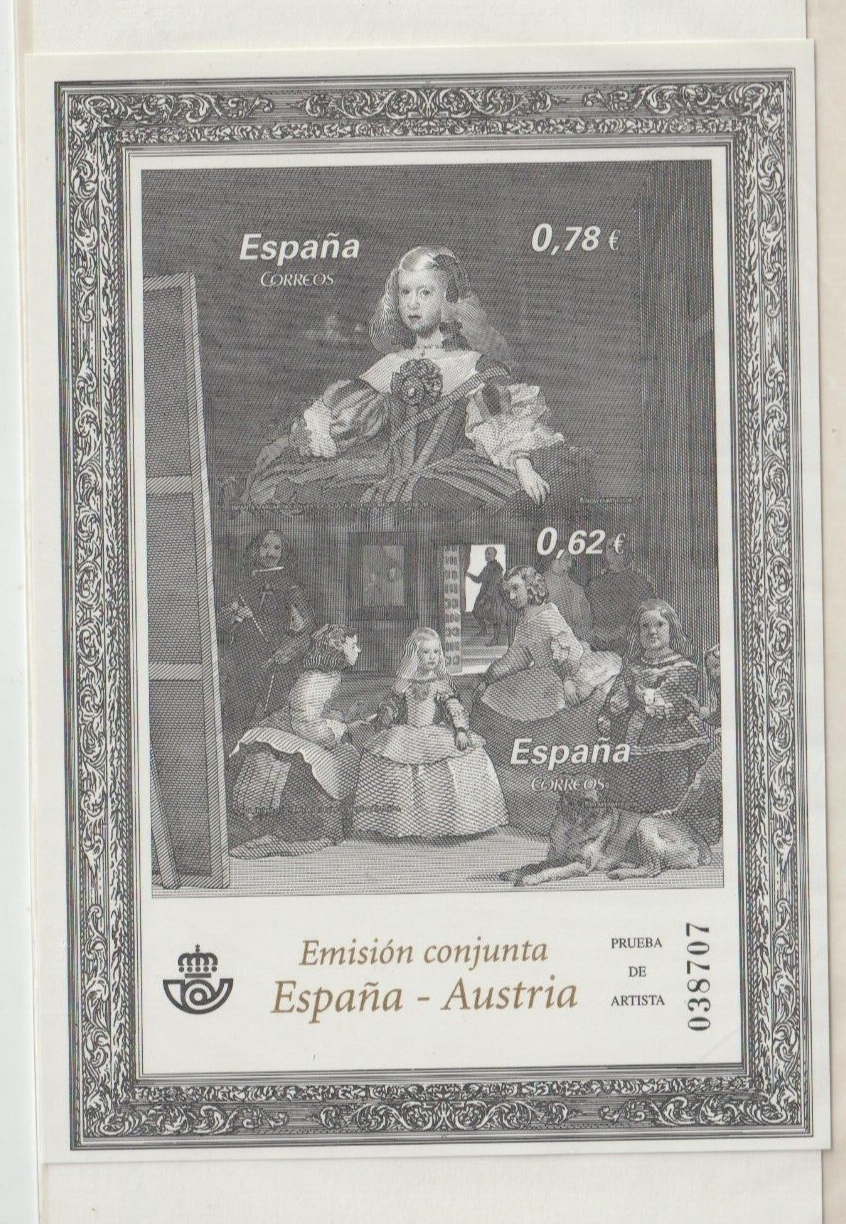 España
CORREOS
0,78 €
0,62 €
España
CORREOS
Emisión conjunta
España - Austria
PRUEBA
DE
ARTISTA
038707